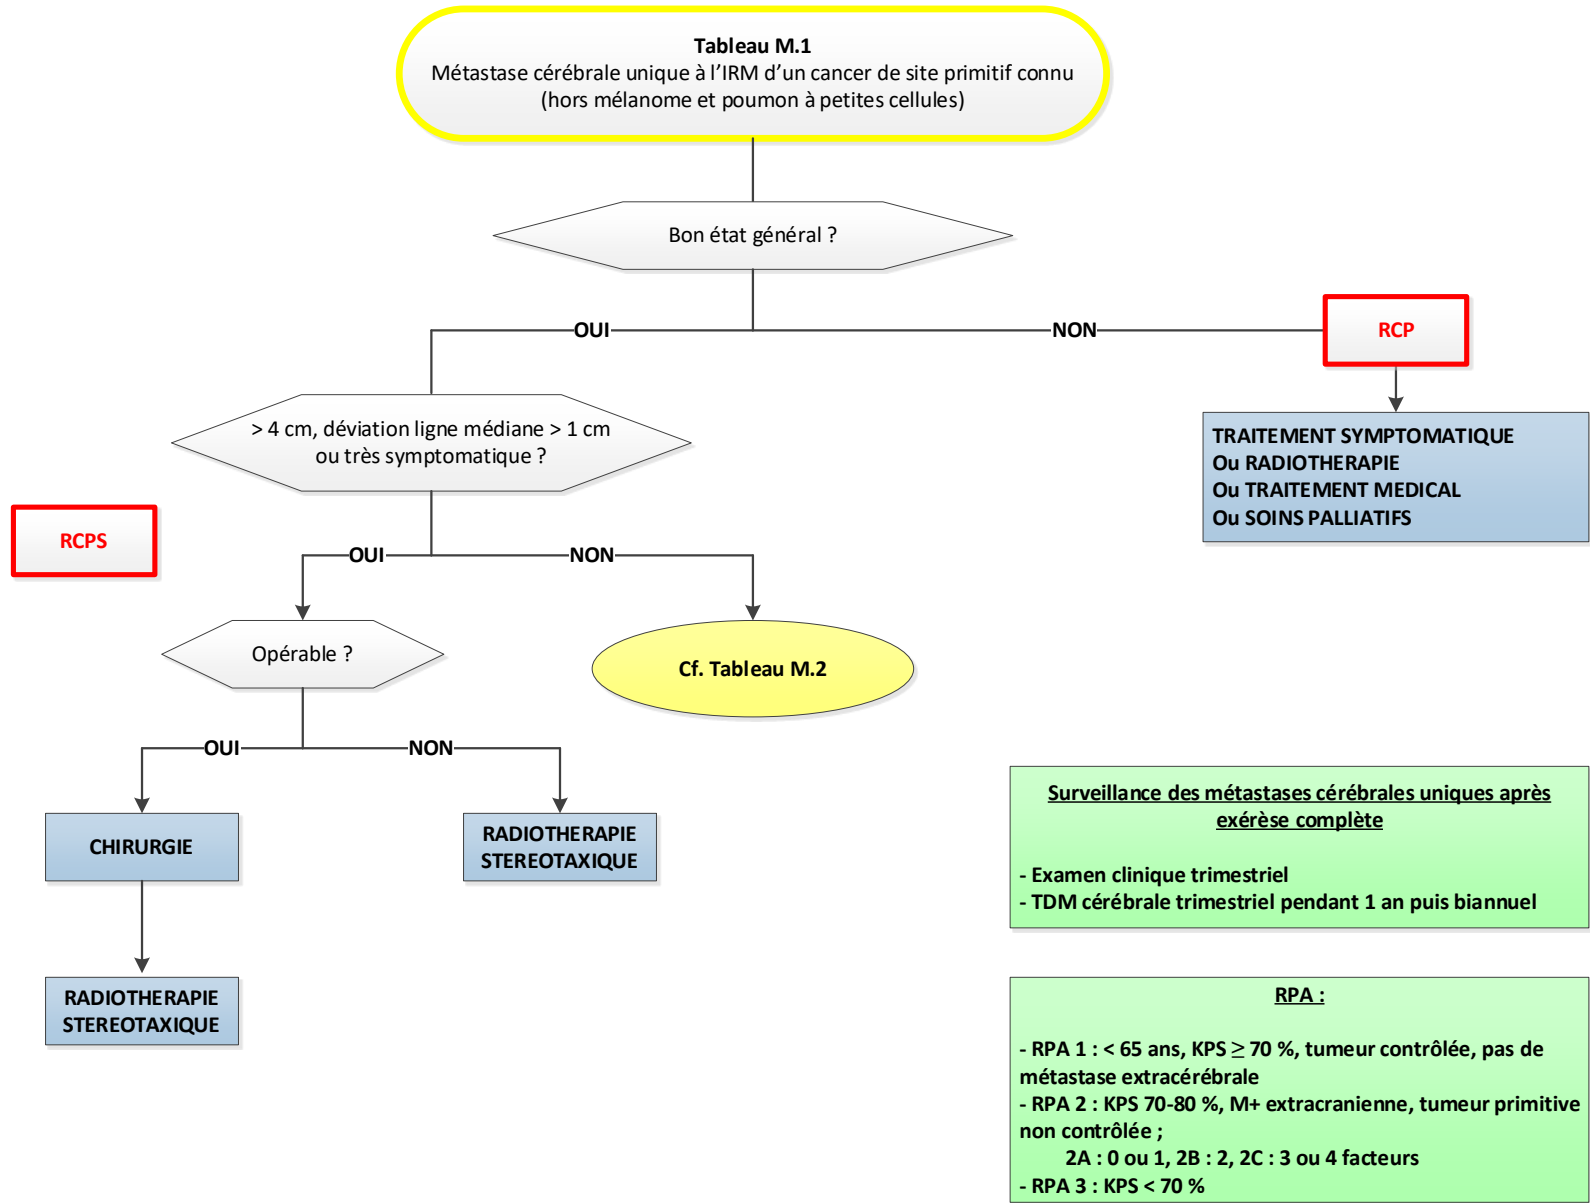 Tableau M.1
Métastase cérébrale unique à l’IRM d’un cancer de site primitif connu
(hors mélanome et poumon à petites cellules)
Bon état général ?
OUI
NON
RCP
> 4 cm, déviation ligne médiane > 1 cm
ou très symptomatique ?
TRAITEMENT SYMPTOMATIQUE
Ou RADIOTHERAPIE
Ou TRAITEMENT MEDICAL
Ou SOINS PALLIATIFS
RCPS
OUI
NON
Opérable ?
Cf. Tableau M.2
OUI
NON
CHIRURGIE
RADIOTHERAPIE
STEREOTAXIQUE
RADIOTHERAPIE
STEREOTAXIQUE
Surveillance des métastases cérébrales uniques après
exérèse complète
- Examen clinique trimestriel
- TDM cérébrale trimestriel pendant 1 an puis biannuel
RPA :
- RPA 1 : < 65 ans, KPS ≥ 70 %, tumeur contrôlée, pas de
métastase extracérébrale
- RPA 2 : KPS 70-80 %, M+ extracranienne, tumeur primitive
non contrôlée ;
2A : 0 ou 1, 2B : 2, 2C : 3 ou 4 facteurs
- RPA 3 : KPS < 70 %